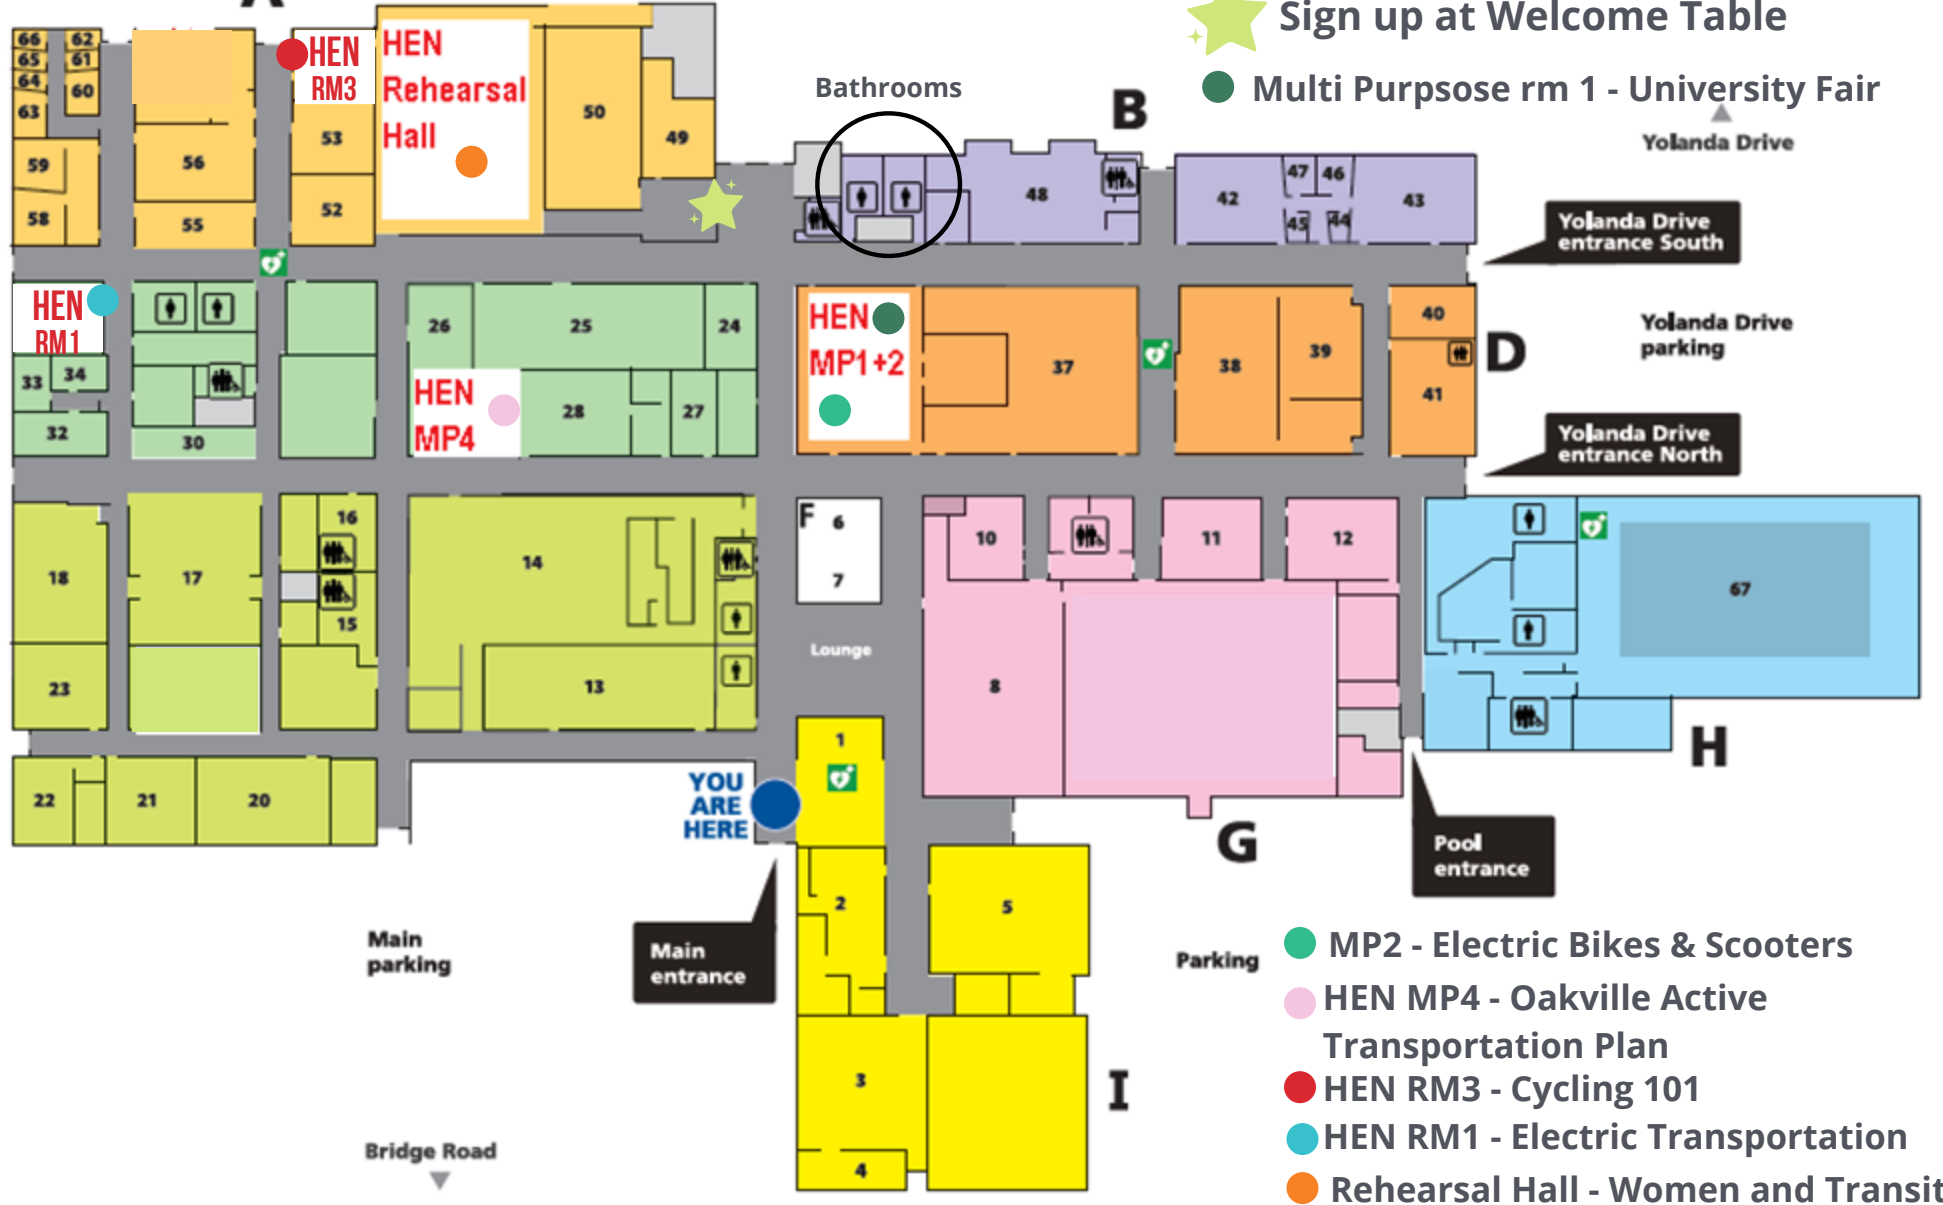 A
Sign up at Welcome Table
Multi Purpsose rm 1 - University Fair
Yolanda Drive
Bathrooms
B
66
62
65
61
64
60
63
HEN
RM3
HEN
Rehearsal
Hall
50
49
53
56
59
58
55
52
48
42
47
46
45
44
43
Yolanda Drive
entrance South
HEN
RM1
33
34
32
30
26
25
24
HEN
MP4
28
27
HEN
MP1+2
37
38
39
40
41
D
Yolanda Drive
parking
Yolanda Drive
entrance North
18
17
16
15
14
13
23
22
21
20
F
6
7
Lounge
10
11
12
8
67
H
G
1
YOU
ARE
HERE
2
5
3
4
I
Pool
entrance
Main
parking
Main
entrance
Parking
Bridge Road
MP2 - Electric Bikes & Scooters
HEN MP4 - Oakville Active
Transportation Plan
HEN RM3 - Cycling 101
HEN RM1 - Electric Transportation
Rehearsal Hall - Women and Transit